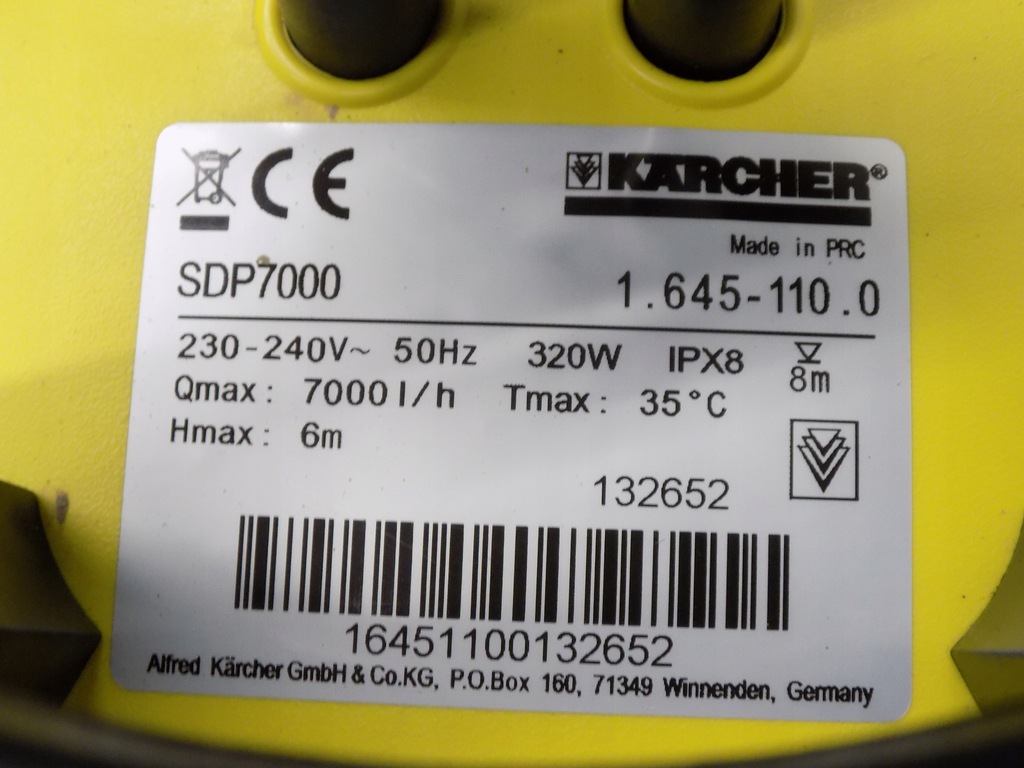 CE
KÄRCHER®
Made in PRC
SDP7000
1.645-110.0
230-240V~ 50Hz 320W IPX8
8m
Qmax: 7000l/h Tmax: 35°C
Hmax: 6m
132652
16451100132652
Alfred Kärcher GmbH & Co.KG, P.O.Box 160, 71349 Winnenden, Germany